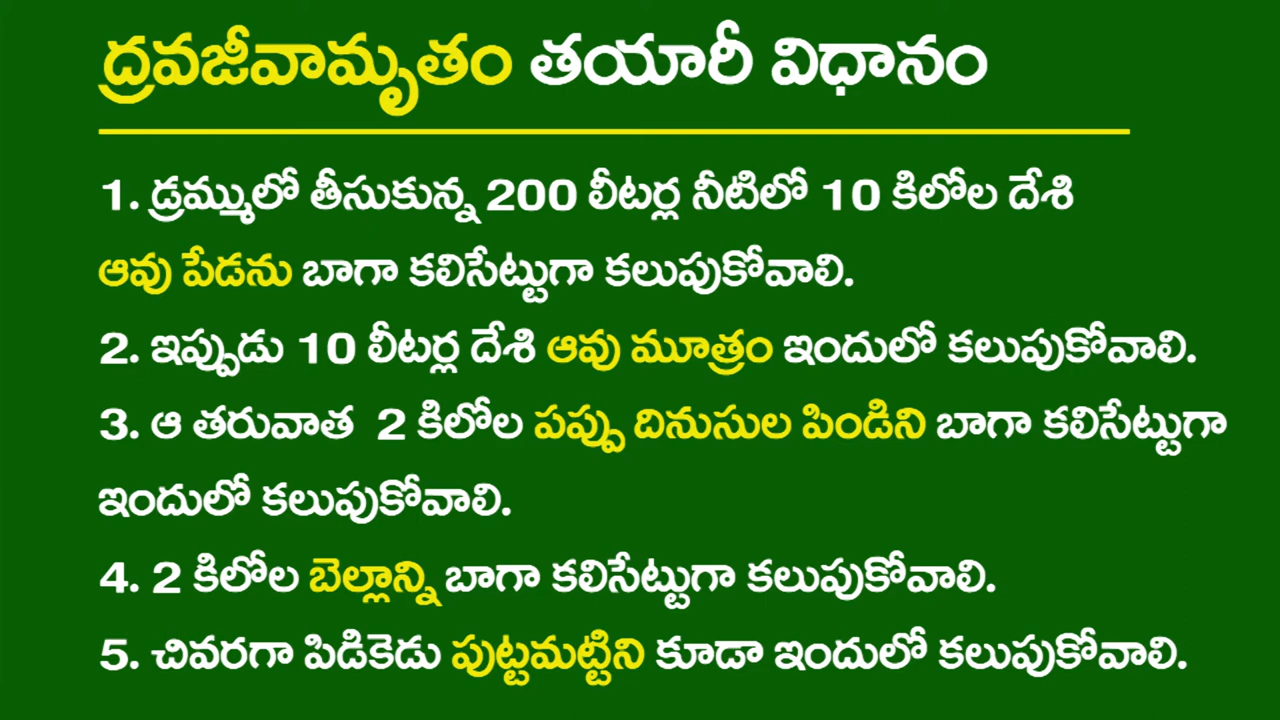 ద్రవజీవామృతం తయారీ విధానం
1. డ్రమ్ములో తీసుకున్న 200 లీటర్ల నీటిలో 10 కిలోల దేశి
ఆవు పేడను బాగా కలిసేట్టుగా కలుపుకోవాలి.
2. ఇప్పుడు 10 లీటర్ల దేశి ఆవు మూత్రం ఇందులో కలుపుకోవాలి.
3. ఆ తరువాత 2 కిలోల పప్పు దినుసుల పిండిని బాగా కలిసేట్టుగా
ఇందులో కలుపుకోవాలి.
4. 2 కిలోల బెల్లాన్ని బాగా కలిసేట్టుగా కలుపుకోవాలి.
5. చివరగా పిడికెడు పుట్టమట్టిని కూడా ఇందులో కలుపుకోవాలి.